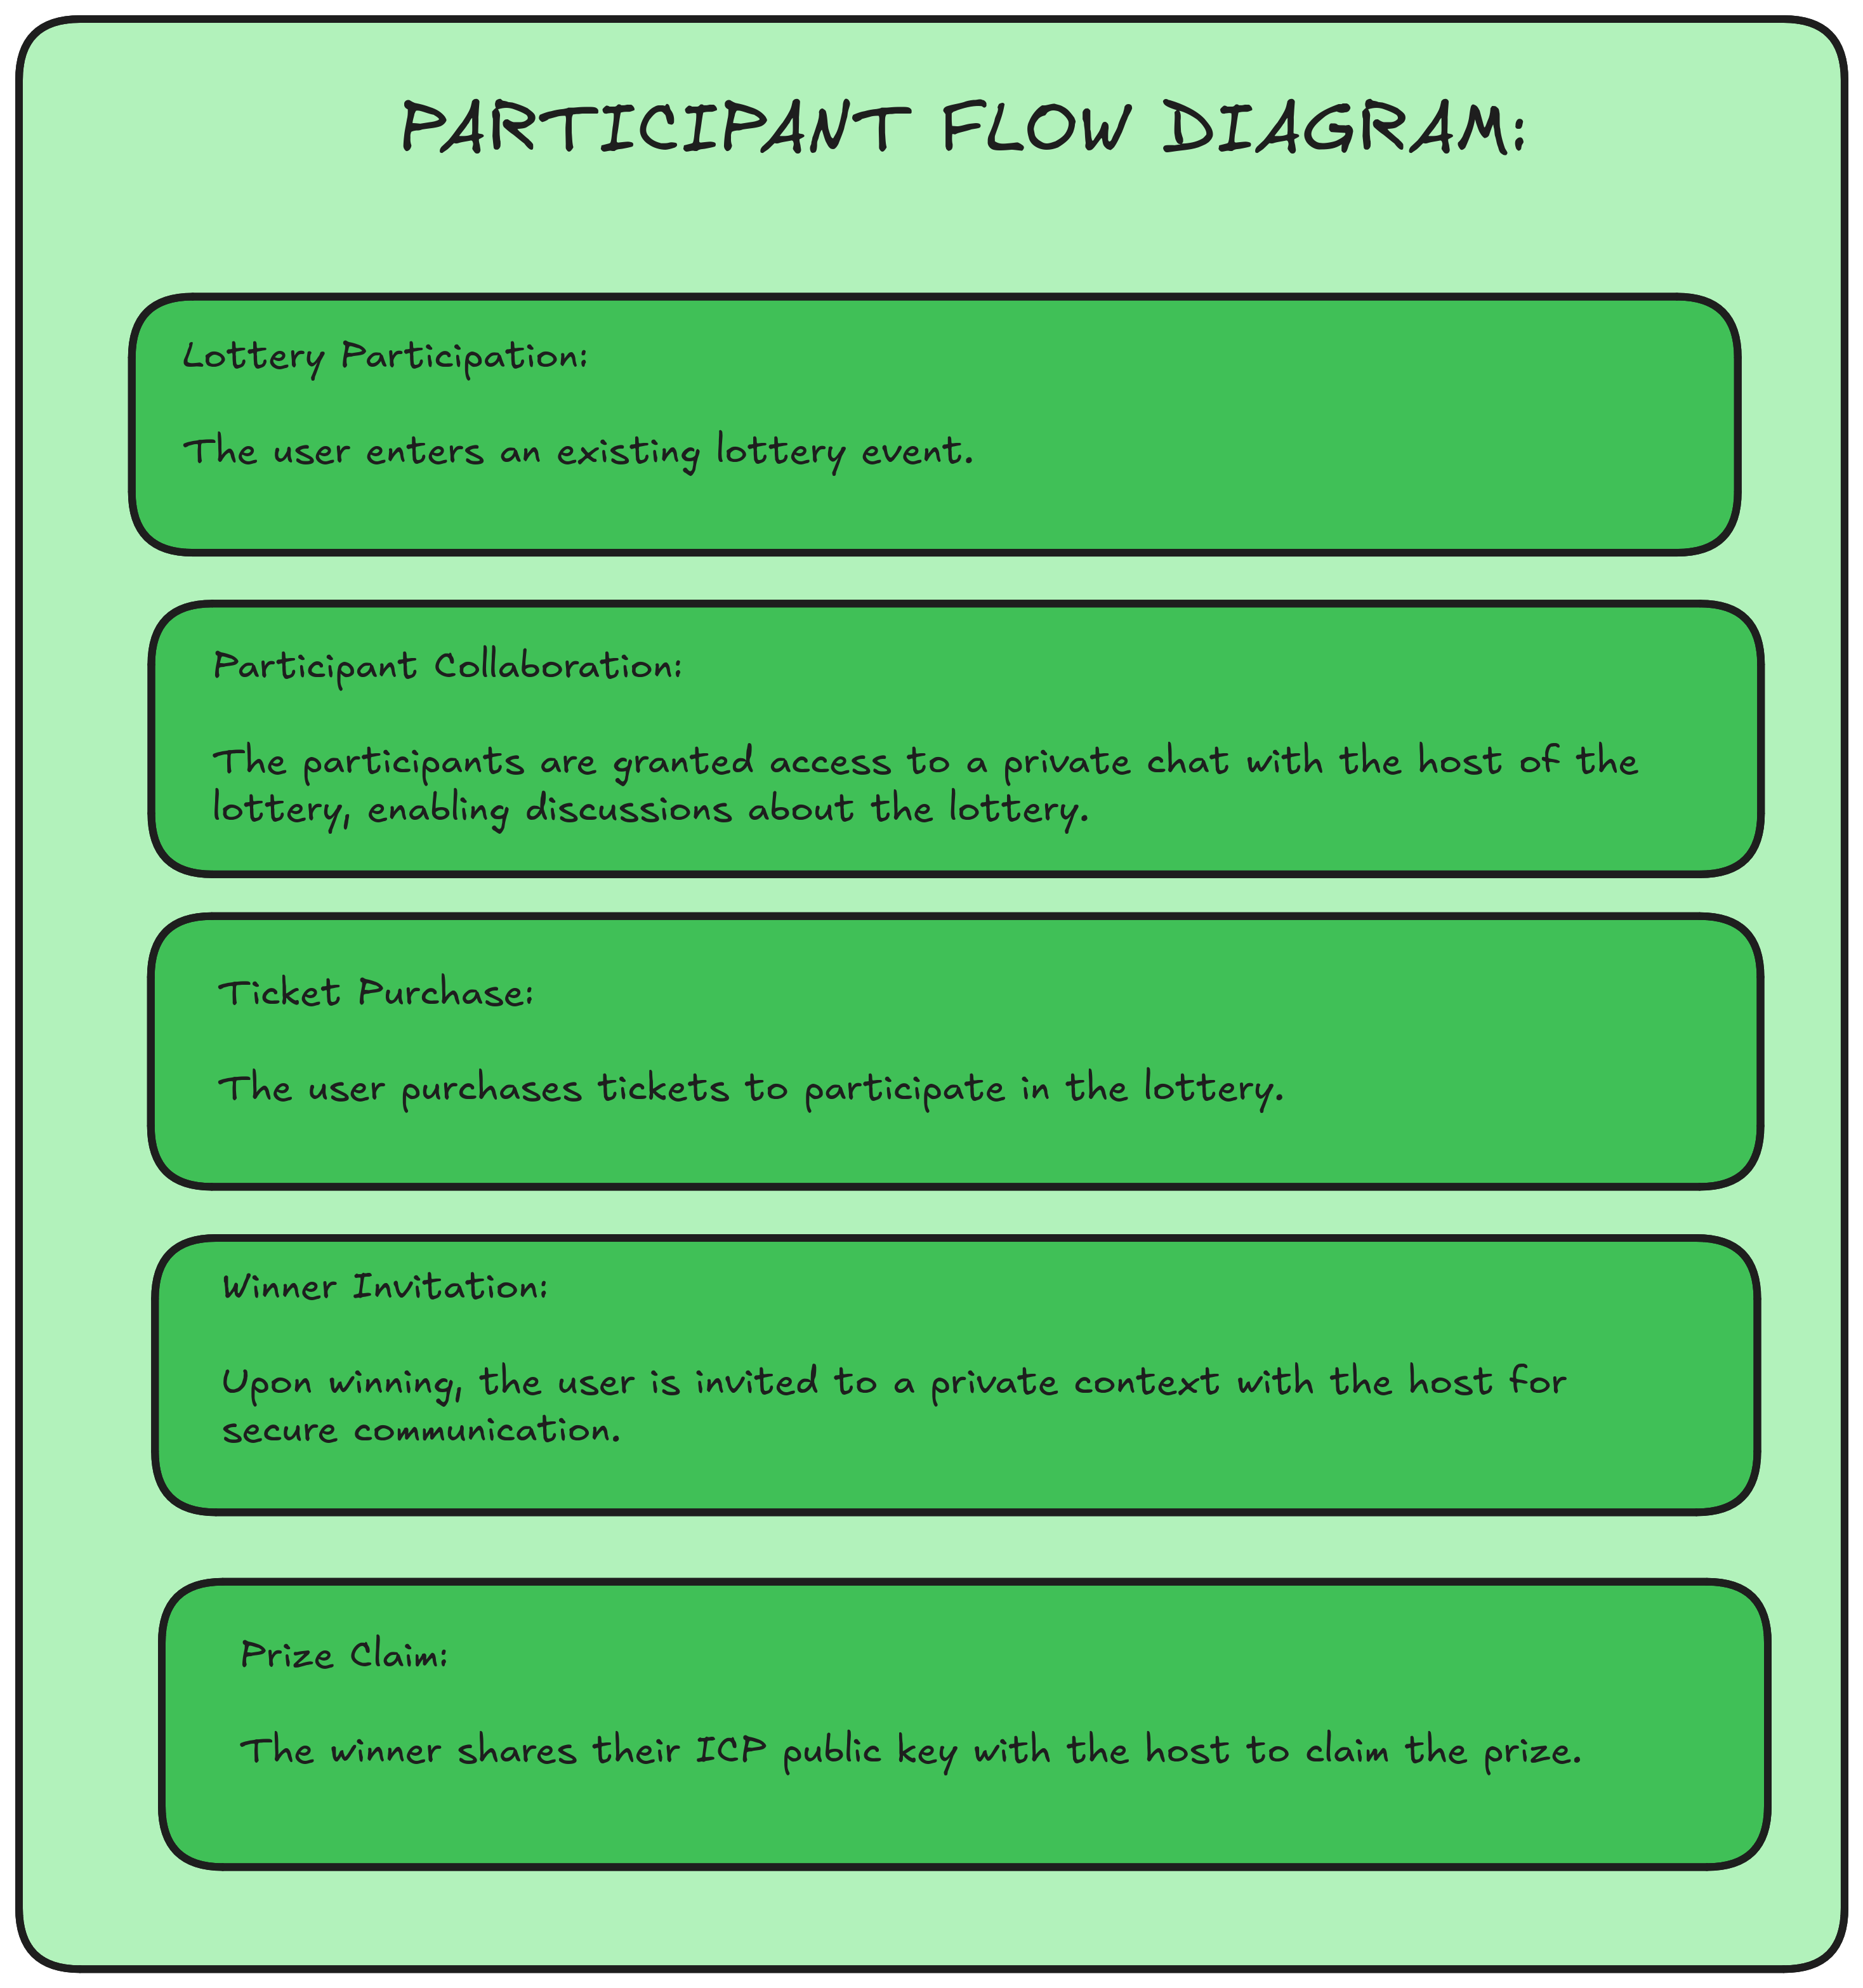 PARTICIPANT FLOW DIAGRAM:
Lottery Participation:
The user enters an existing lottery event.
Participant Collaboration:
The participants are granted access to a private chat with the host of the
lottery, enabling discussions about the lottery.
Ticket Purchase:
The user purchases tickets to participate in the lottery.
Winner Invitation:
Upon winning, the user is invited to a private context with the host for
secure communication.
Prize Claim:
The winner shares their ICP public key with the host to claim the prize.